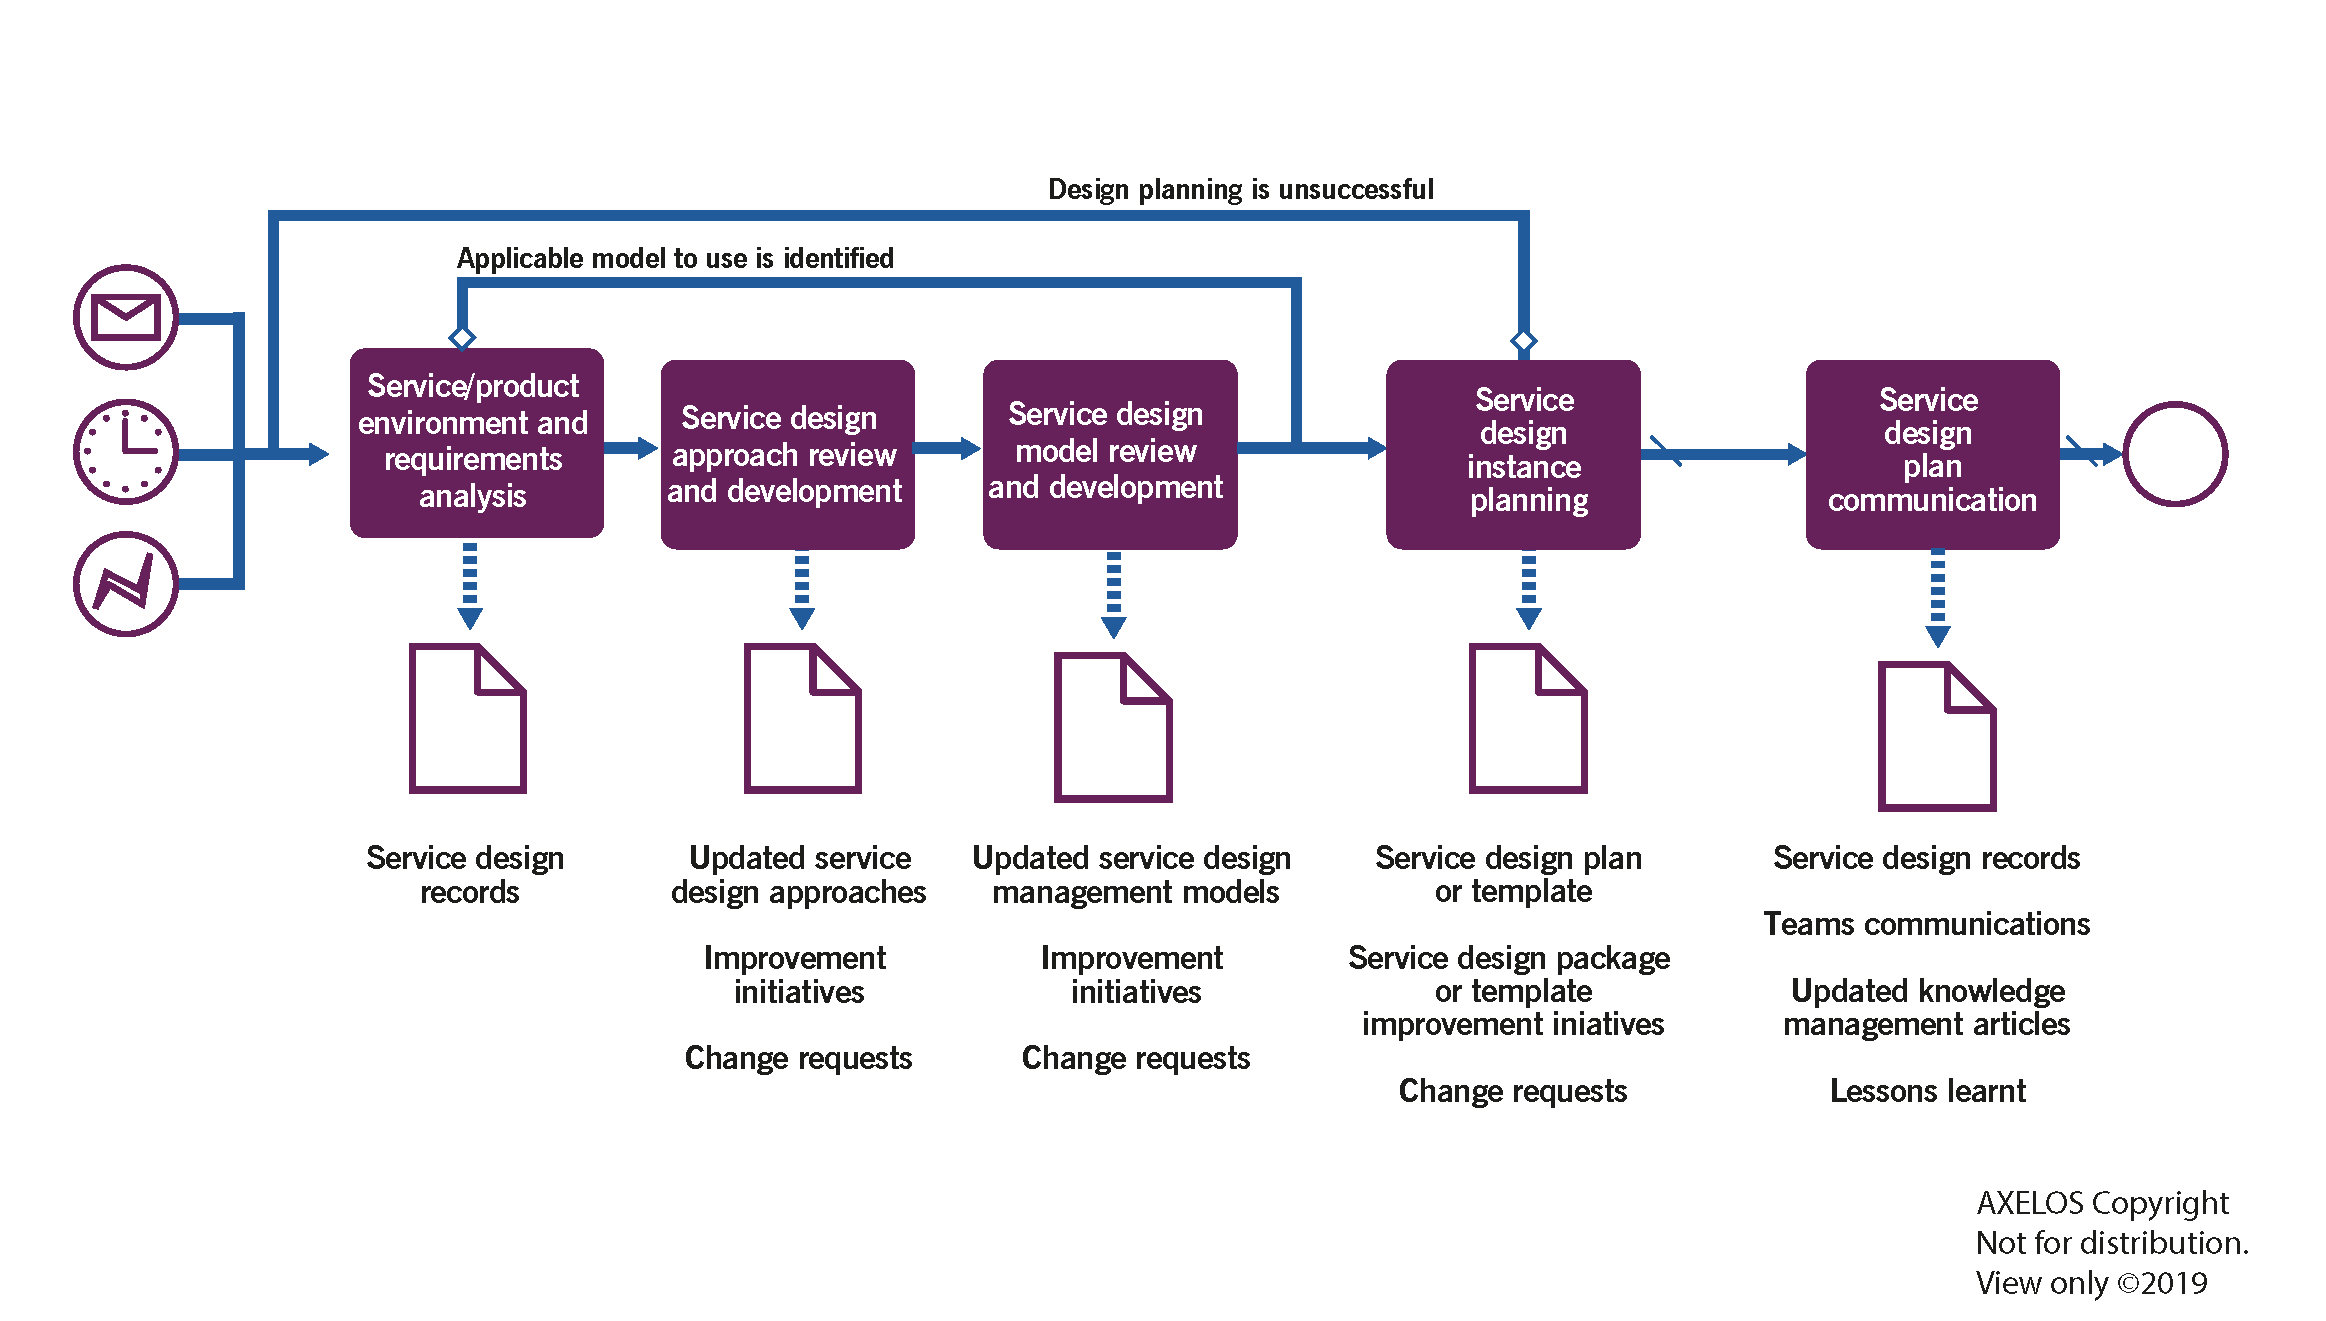 Design planning is unsuccessful
Applicable model to use is identified
Service/product
environment and
requirements
analysis
Service design
approach review
and development
Service design
model review
and development
Service
design
instance
planning
Service
design
plan
communication
Service design
records
Updated service
design approaches
Improvement
initiatives
Change requests
Updated service design
management models
Improvement
initiatives
Change requests
Service design plan
or template
Service design package
or template
improvement iniatives
Change requests
Service design records
Teams communications
Updated knowledge
management articles
Lessons learnt
AXELOS Copyright
Not for distribution.
View only ©2019